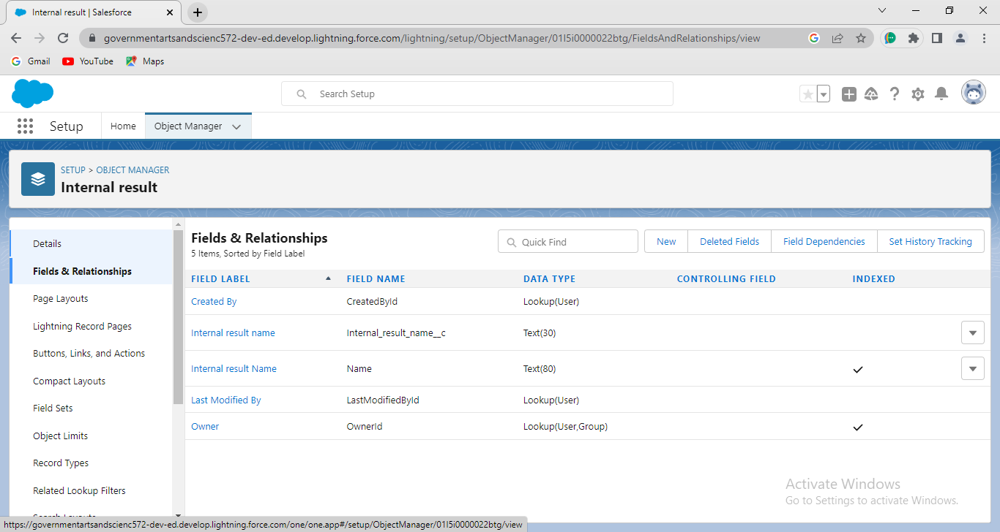 Internal result | Salesforce
governmentartsandscienc572-dev-ed.develop.lightning.force.com/lightning/setup/ObjectManager/01I5i0000022btg/FieldsAndRelationships/view
Gmail YouTube Maps
Search Setup
Setup Home Object Manager
SETUP > OBJECT MANAGER
Internal result
Details
Fields & Relationships
Page Layouts
Lightning Record Pages
Buttons, Links, and Actions
Compact Layouts
Field Sets
Object Limits
Record Types
Related Lookup Filters
Search Layouts
Fields & Relationships
5 Items, Sorted by Field Label
Quick Find New Deleted Fields Field Dependencies Set History Tracking
FIELD LABEL FIELD NAME DATA TYPE CONTROLLING FIELD INDEXED
Created By CreatedById Lookup(User)
Internal result name Internal_result_name__c Text(30)
Internal result Name Name Text(80)
Last Modified By LastModifiedById Lookup(User)
Owner OwnerId Lookup(User,Group)
Activate Windows
Go to Settings to activate Windows.
https://governmentartsandscienc572-dev-ed.develop.lightning.force.com/one/one.app#/setup/ObjectManager/01I5i0000022btg/view